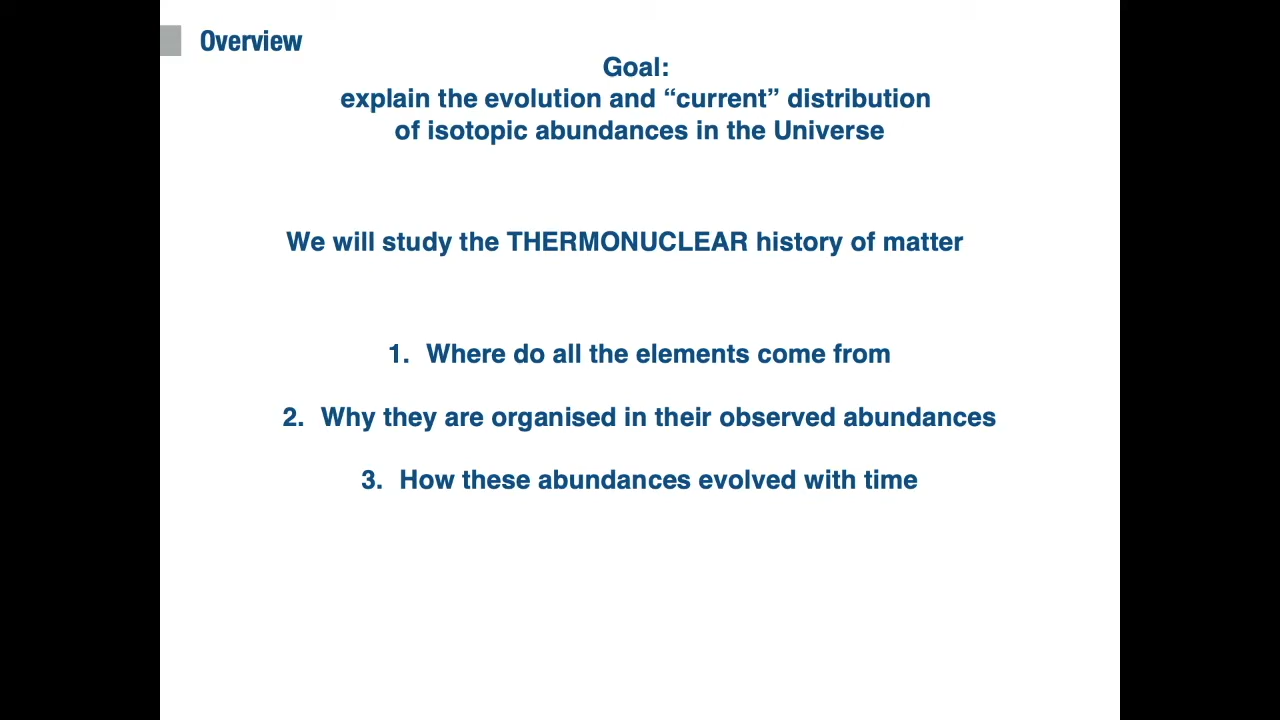 Overview
Goal:
explain the evolution and “current” distribution
of isotopic abundances in the Universe
We will study the THERMONUCLEAR history of matter
1. Where do all the elements come from
2. Why they are organised in their observed abundances
3. How these abundances evolved with time